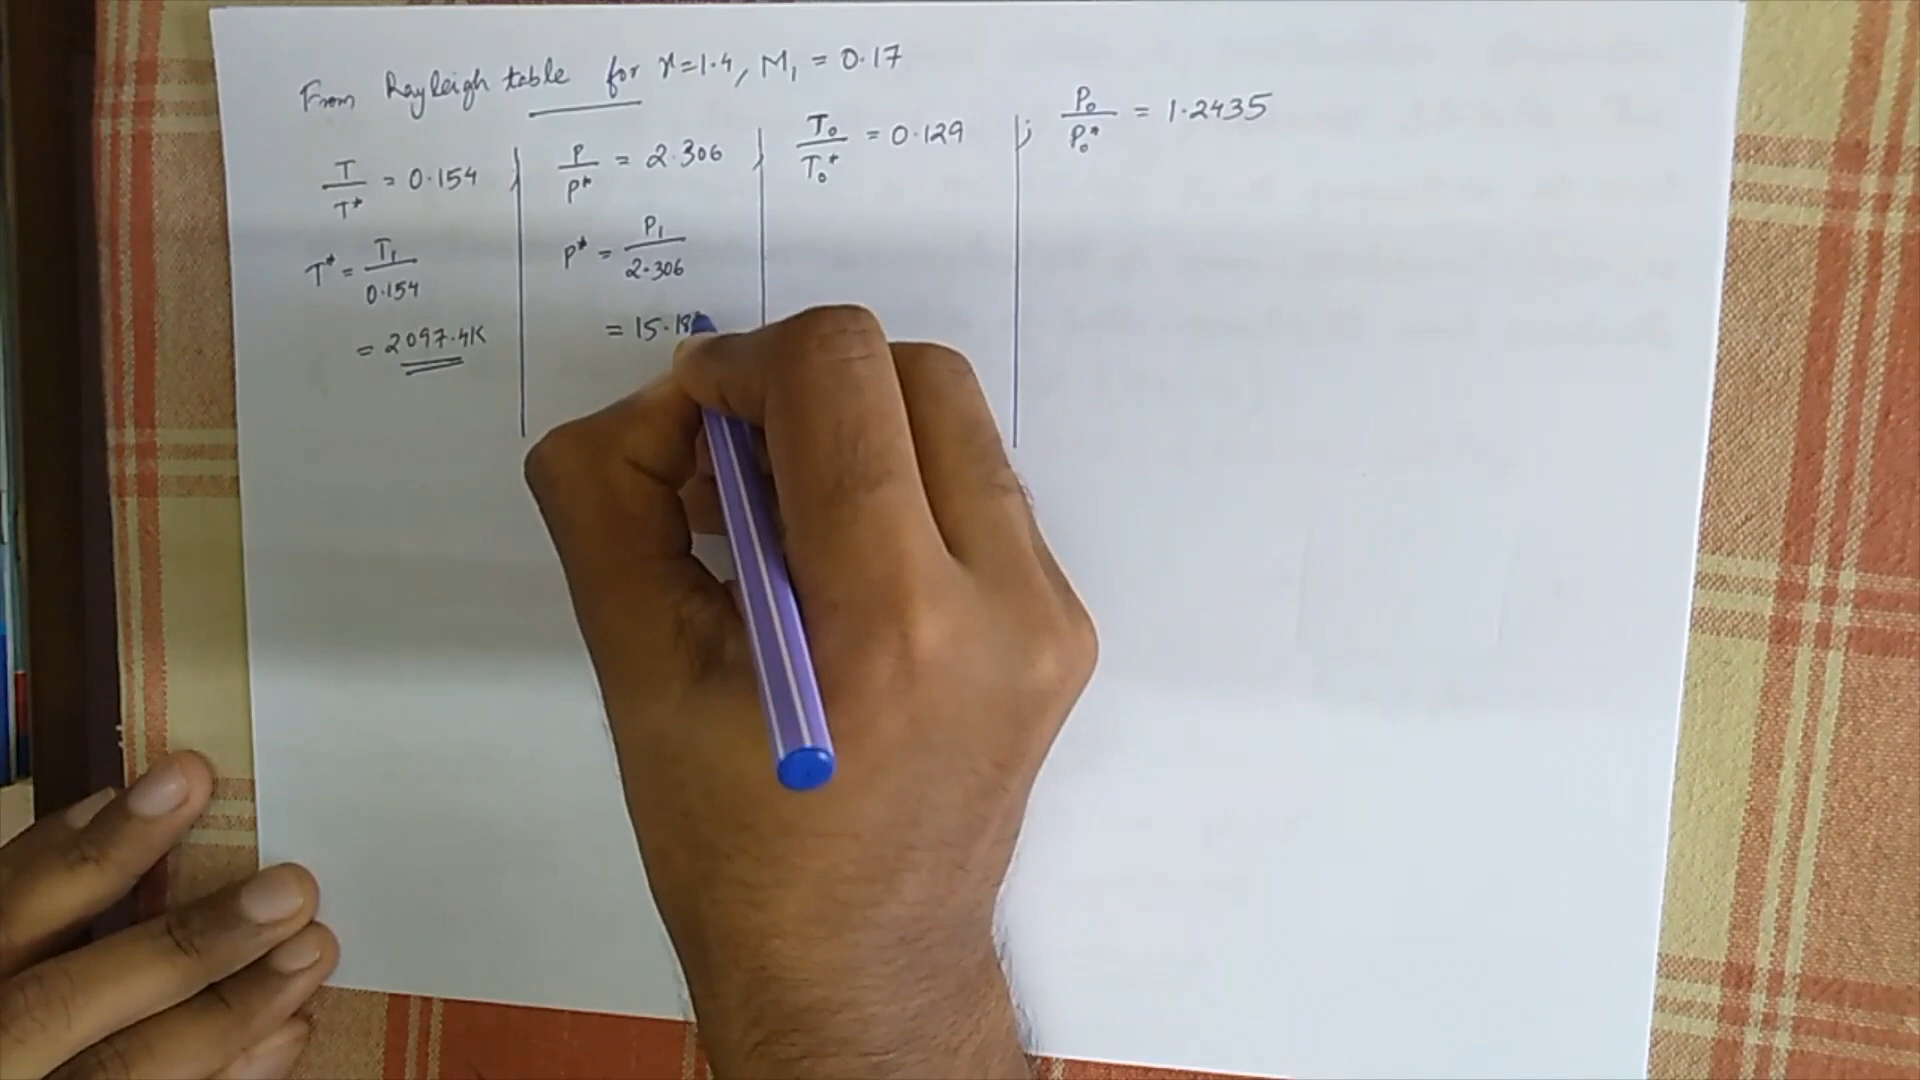 From Rayleigh table for γ=1.4, M₁ = 0.17
T/T* = 0.154 ; P/P* = 2.306 ; T₀/T₀* = 0.129 ; P₀/P₀* = 1.2435
T* = T₁/0.154
= 2097.4K
P* = P₁/2.306
= 15.18